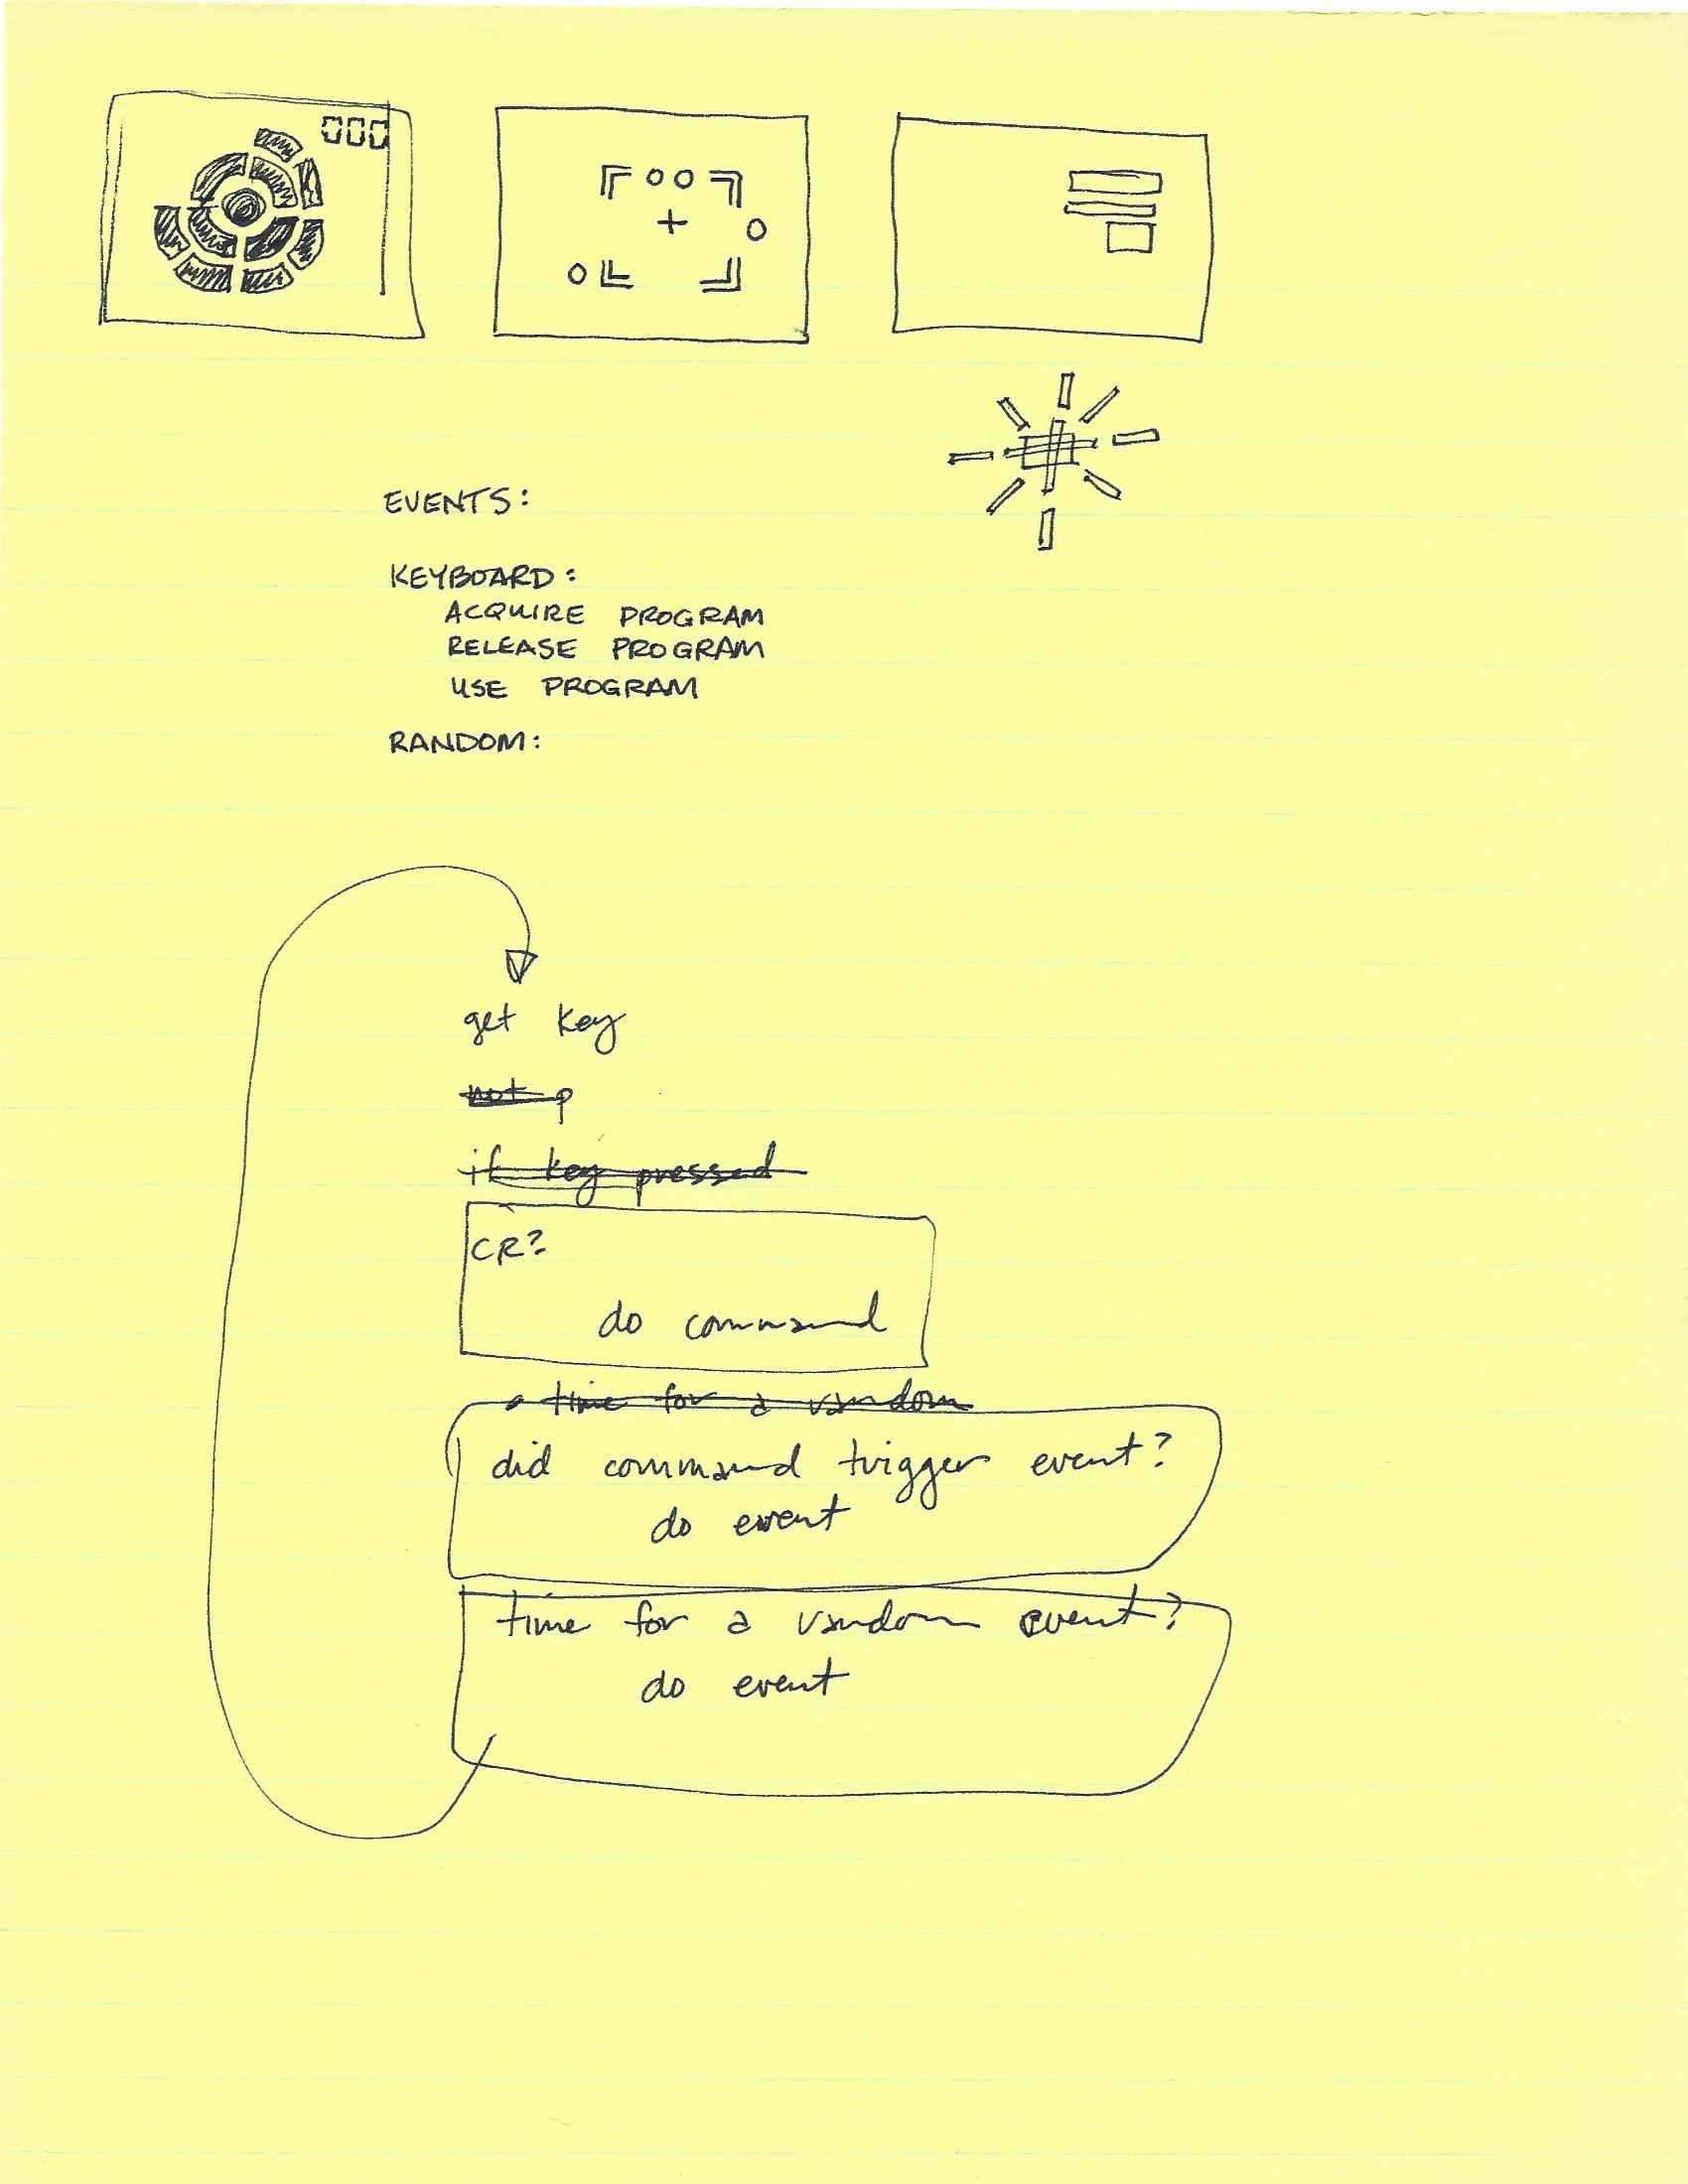 000
EVENTS:
KEYBOARD:
ACQUIRE PROGRAM
RELEASE PROGRAM
USE PROGRAM
RANDOM:
get key
not p
if key pressed
CR?
do command
time for a random
did command trigger event?
do event
time for a random event?
do event